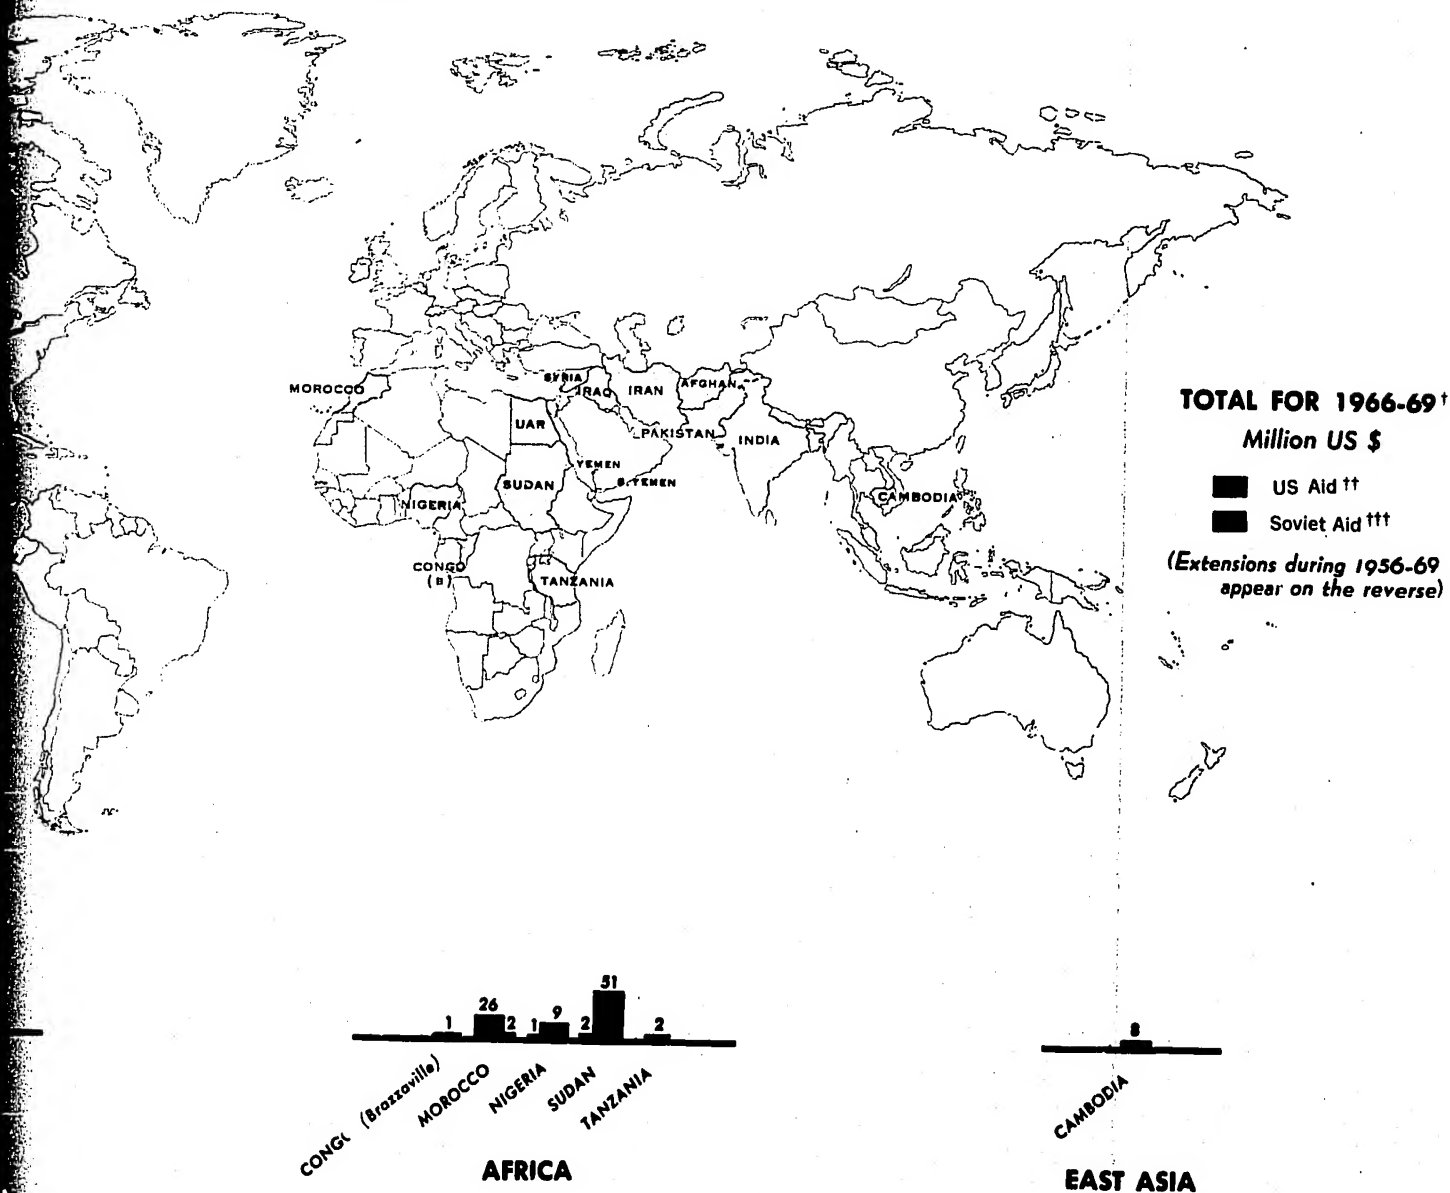 MOROCCO
SYRIA
IRAQ
IRAN
AFGHAN.
UAR
PAKISTAN
INDIA
YEMEN
S. YEMEN
SUDAN
NIGERIA
CAMBODIA
CONGO
(B)
TANZANIA
TOTAL FOR 1966-69†
Million US $
US Aid ††
Soviet Aid †††
(Extensions during 1956-69
appear on the reverse)
1
26
2
1
9
2
51
2
8
CONGO (Brazzaville)
MOROCCO
NIGERIA
SUDAN
TANZANIA
CAMBODIA
AFRICA
EAST ASIA